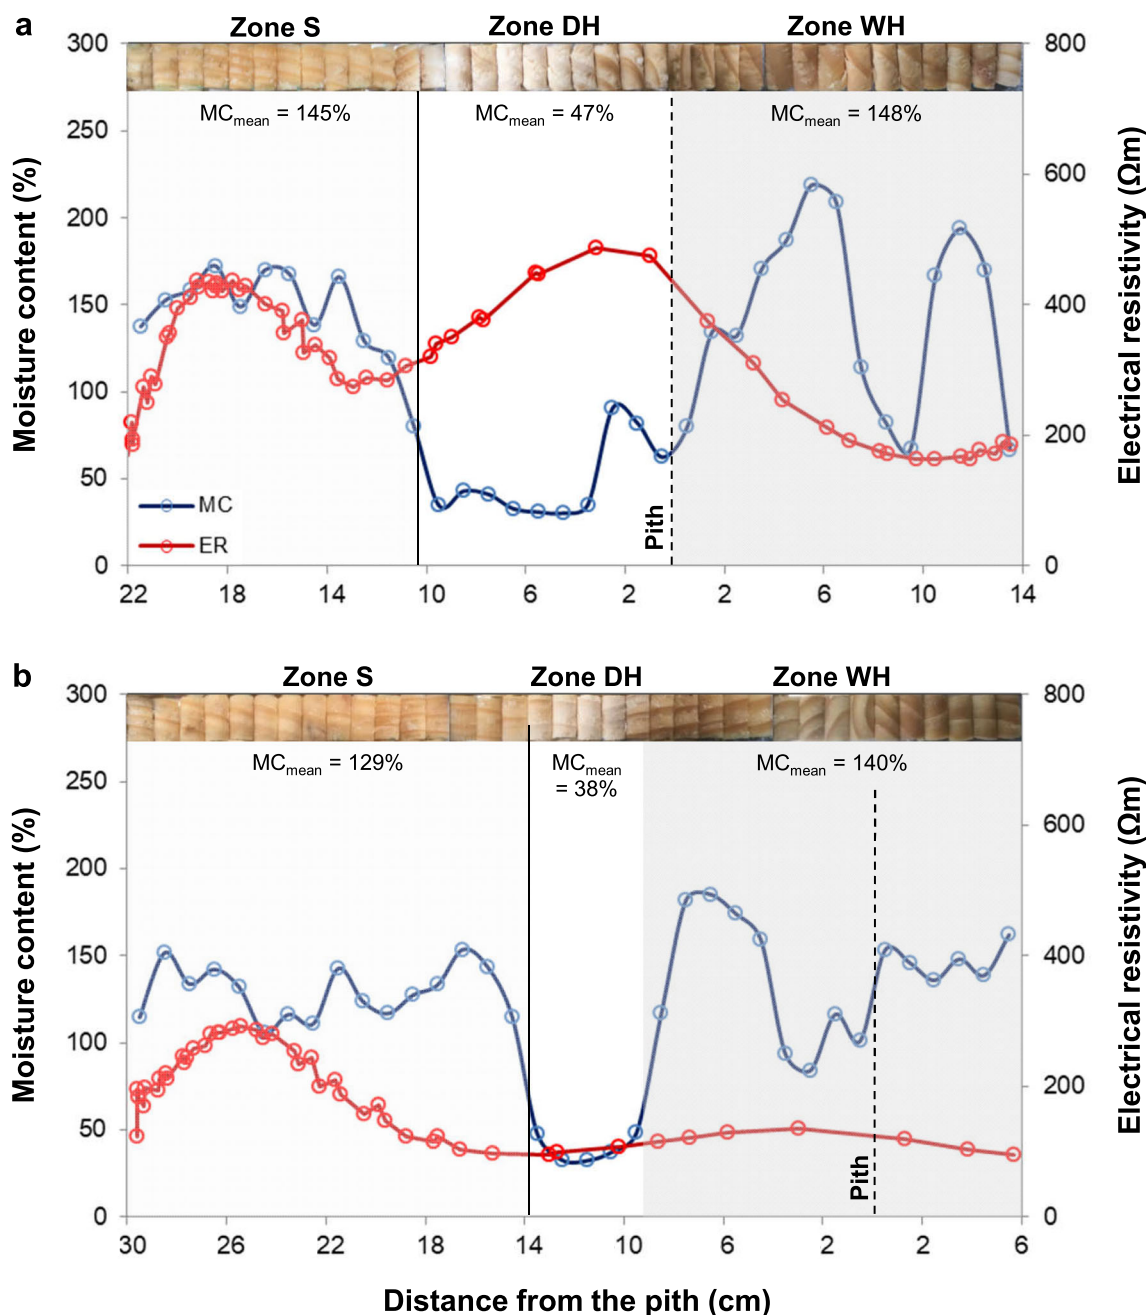 a
Zone S Zone DH Zone WH
MCmean = 145% MCmean = 47% MCmean = 148%
Moisture content (%)
300
250
200
150
100
50
0
Electrical resistivity (Ωm)
800
600
400
200
0
MC
ER
Pith
22 18 14 10 6 2 2 6 10 14
b
Zone S Zone DH Zone WH
MCmean = 129% MCmean MCmean = 140%
= 38%
Moisture content (%)
300
250
200
150
100
50
0
Electrical resistivity (Ωm)
800
600
400
200
0
Pith
30 26 22 18 14 10 6 2 2 6
Distance from the pith (cm)